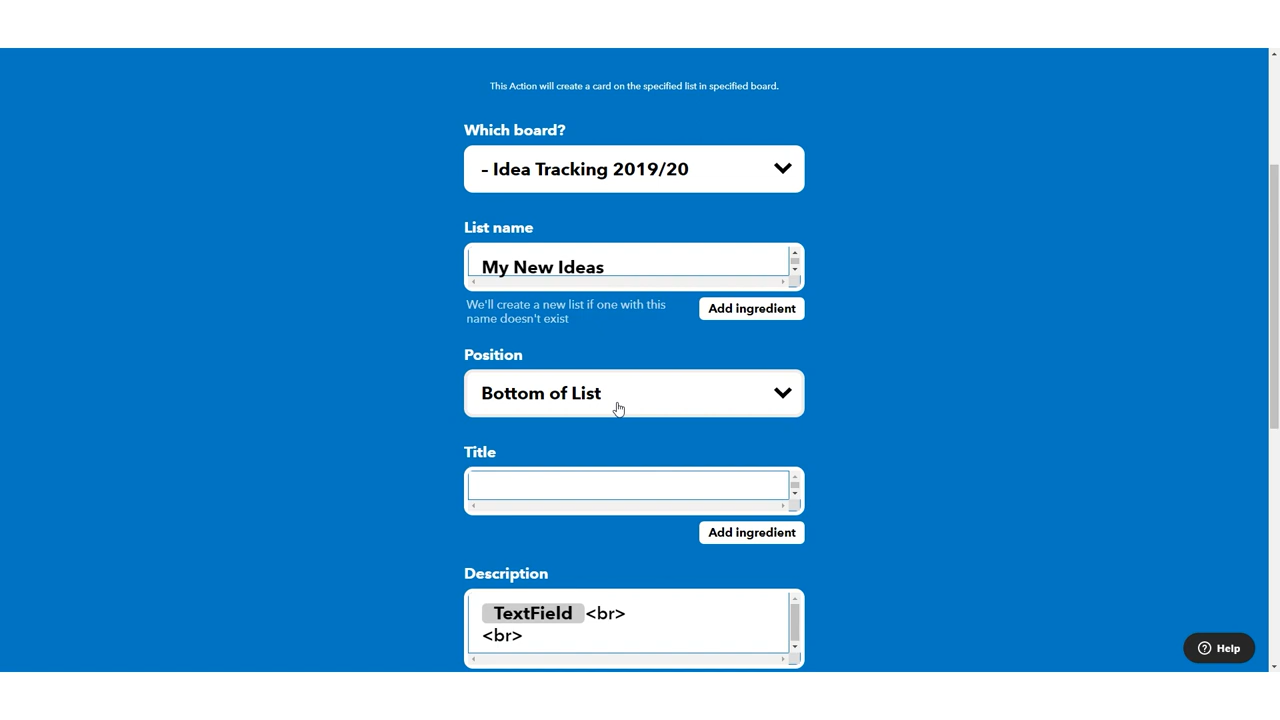 This Action will create a card on the specified list in specified board.
Which board?
- Idea Tracking 2019/20
List name
My New Ideas
We'll create a new list if one with this
name doesn't exist
Add ingredient
Position
Bottom of List
Title
Add ingredient
Description
TextField <br>
<br>
Help